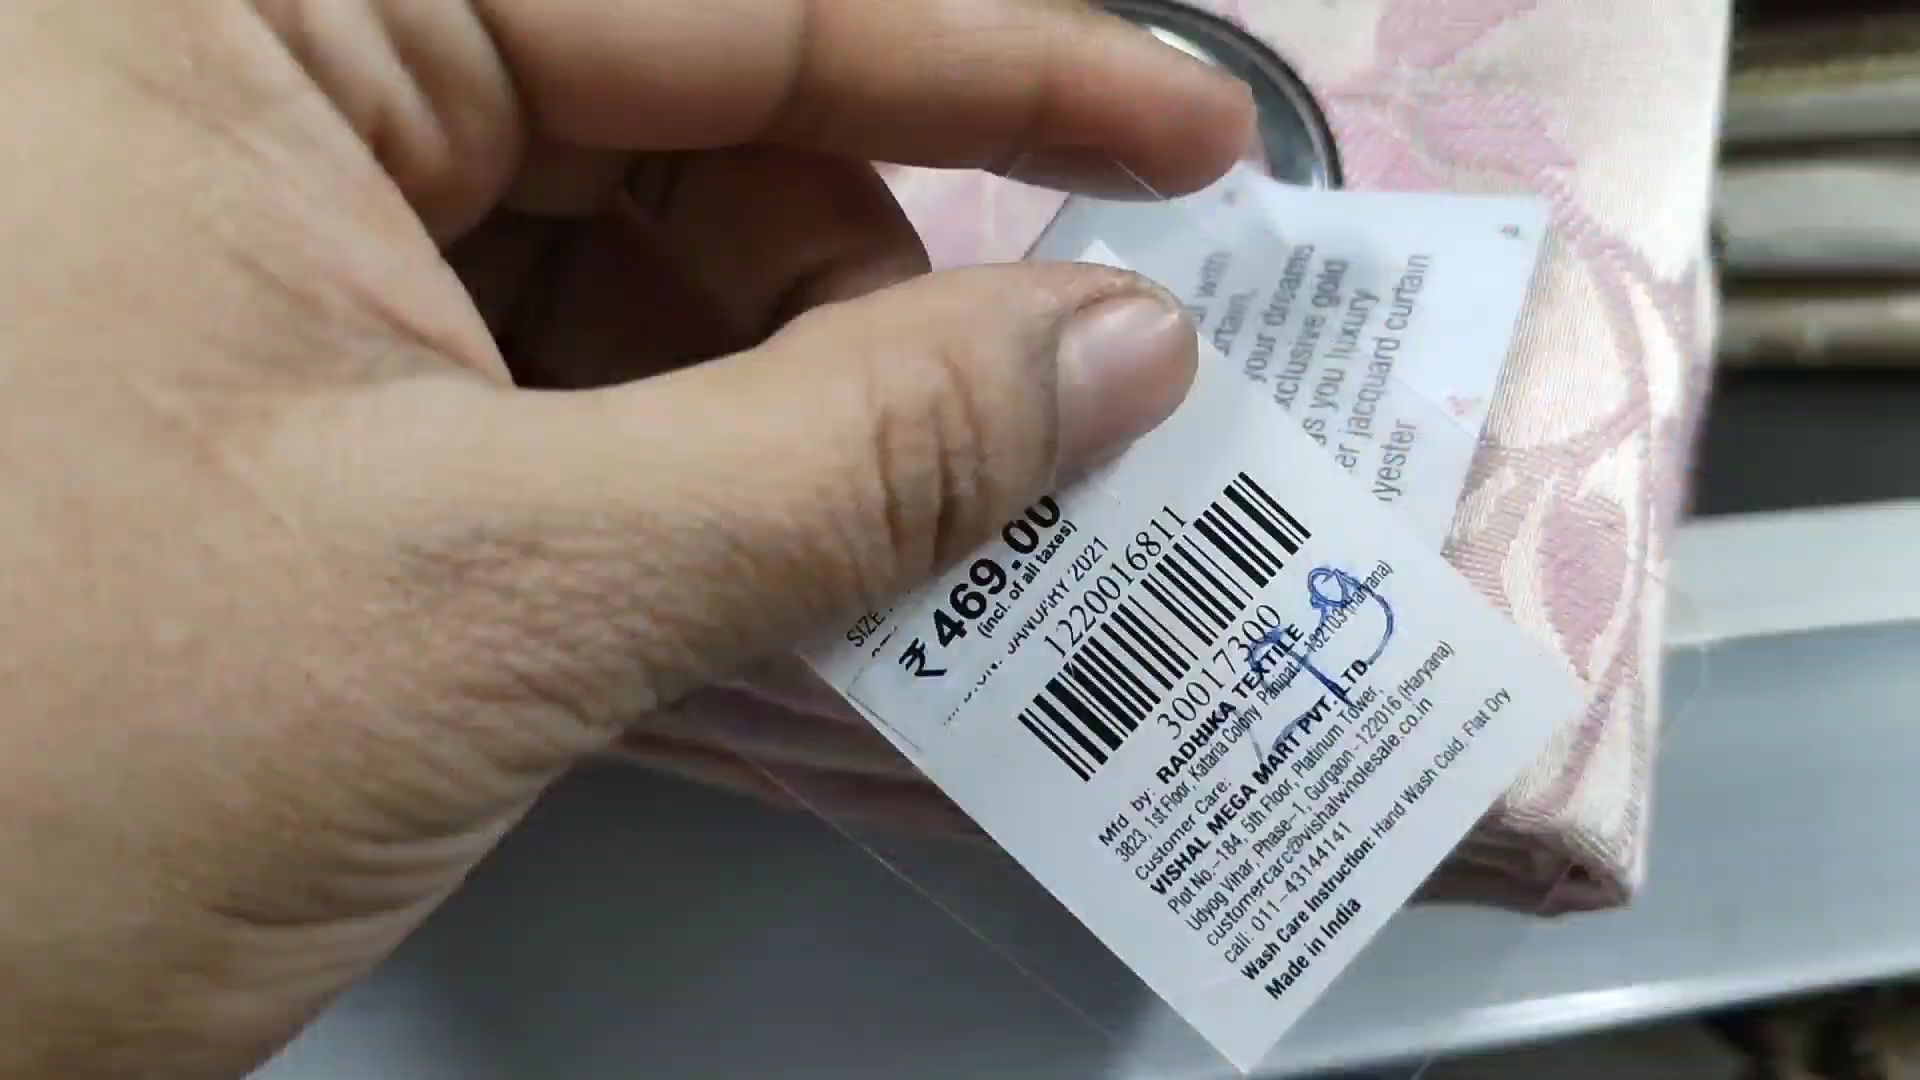 SIZE
₹ 469.00
(incl. of all taxes)
JANUARY 2021
1220016811
30017300
Mfd by: RADHIKA TEXTILE
3823, 1st Floor, Kataria Colony Panipat-132103 (Haryana)
Customer Care:
VISHAL MEGA MART PVT. LTD.
Plot No.-184, 5th Floor, Platinum Tower,
Udyog Vihar, Phase-1, Gurgaon-122016 (Haryana)
customercare@vishalwholesale.co.in
call: 011-43144141
Wash Care Instruction: Hand Wash Cold, Flat Dry
Made in India
with
your dreams
exclusive gold
you luxury
jacquard curtain